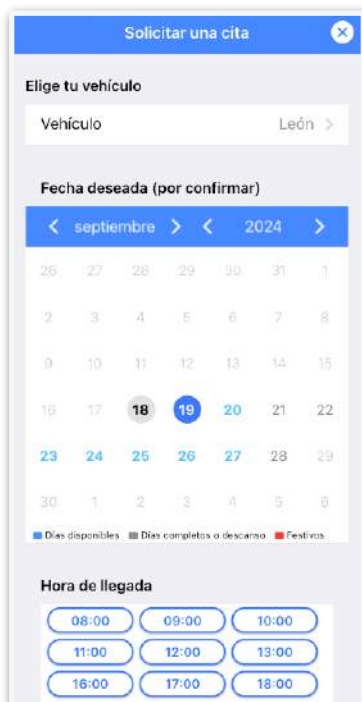 Solicitar una cita
Elige tu vehículo
Vehículo León >
Fecha deseada (por confirmar)
< septiembre > < 2024 >
26 27 28 29 30 31 1
2 3 4 5 6 7 8
9 10 11 12 13 14 15
16 17 18 19 20 21 22
23 24 25 26 27 28 29
30 1 2 3 4 5 6
Días disponibles Días completos o descanso Festivos
Hora de llegada
08:00 09:00 10:00
11:00 12:00 13:00
16:00 17:00 18:00